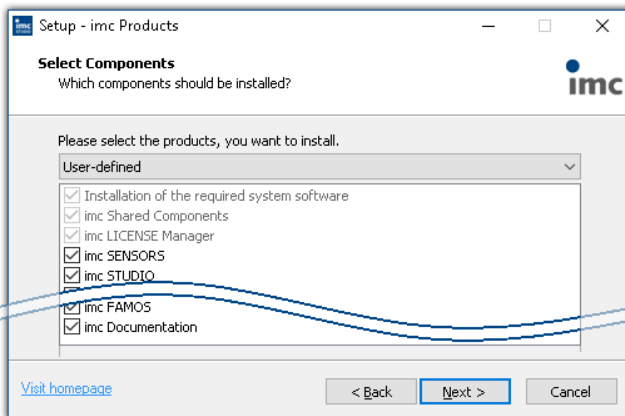 imc
STUDIO
Setup - imc Products
Select Components
Which components should be installed?
imc
Please select the products, you want to install.
User-defined
Installation of the required system software
imc Shared Components
imc LICENSE Manager
imc SENSORS
imc STUDIO
imc FAMOS
imc Documentation
Visit homepage
< Back
Next >
Cancel